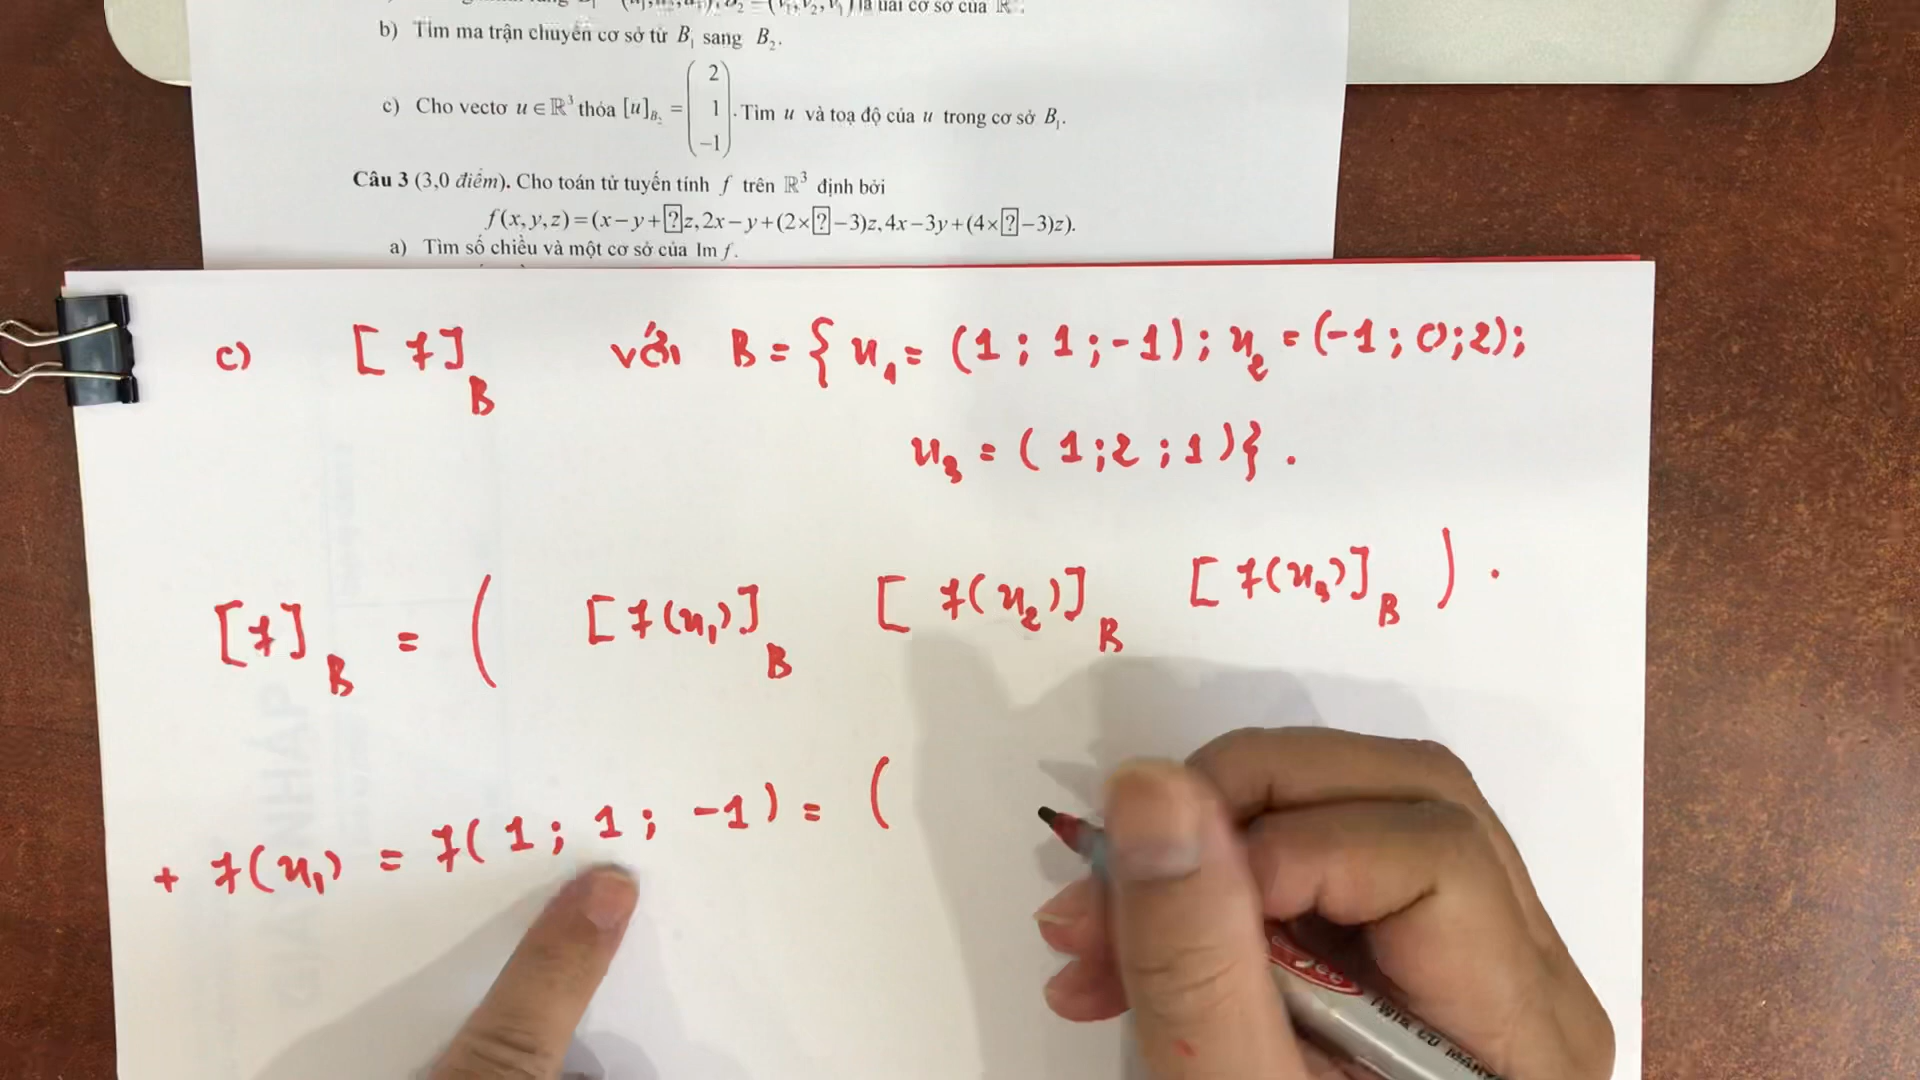 b) Tìm ma trận chuyển cơ sở từ B₁ sang B₂.
c) Cho vectơ u ∈ ℝ³ thỏa [u]_B₂ = (2 1 −1). Tìm u và toạ độ của u trong cơ sở B₁.
Câu 3 (3,0 điểm). Cho toán tử tuyến tính f trên ℝ³ định bởi
f(x,y,z)=(x−y+[?]z,2x−y+(2×[?]−3)z,4x−3y+(4×[?]−3)z).
a) Tìm số chiều và một cơ sở của Im f.
c) [f]_B với B = { u₁ = (1 ; 1 ; -1) ; u₂ = (-1 ; 0 ; 2) ;
u₃ = ( 1 ; 2 ; 1 ) } .
[f]_B = ( [f(u₁)]_B [f(u₂)]_B [f(u₃)]_B ) .
+ f(u₁) = f( 1 ; 1 ; -1 ) = (